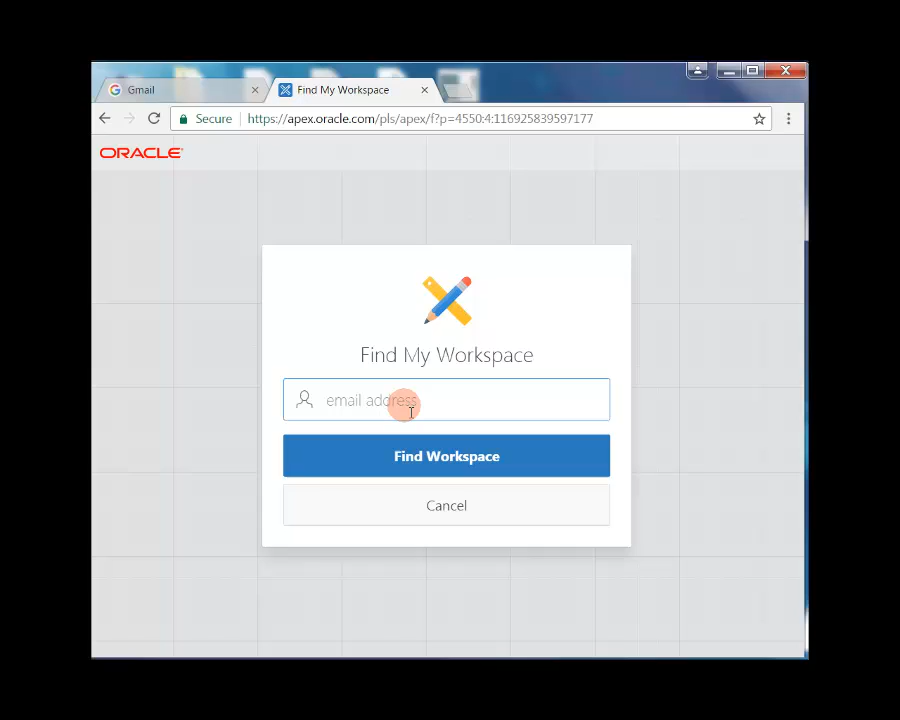 Gmail
Find My Workspace
Secure
https://apex.oracle.com/pls/apex/f?p=4550:4:116925839597177
ORACLE
Find My Workspace
email address
Find Workspace
Cancel